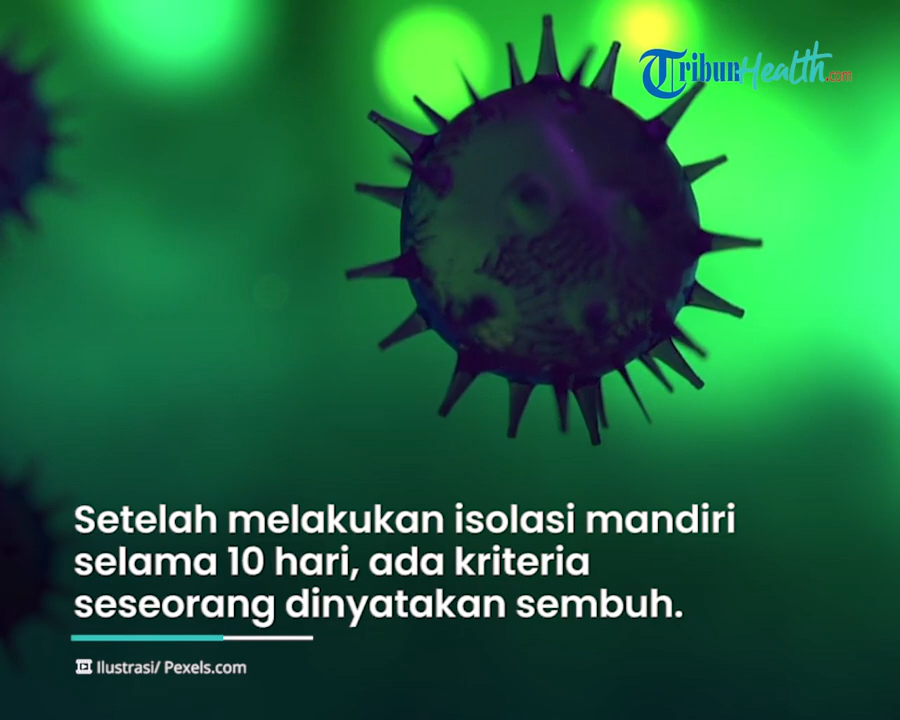 TribunHealth.com
Setelah melakukan isolasi mandiri
selama 10 hari, ada kriteria
seseorang dinyatakan sembuh.
Ilustrasi/ Pexels.com